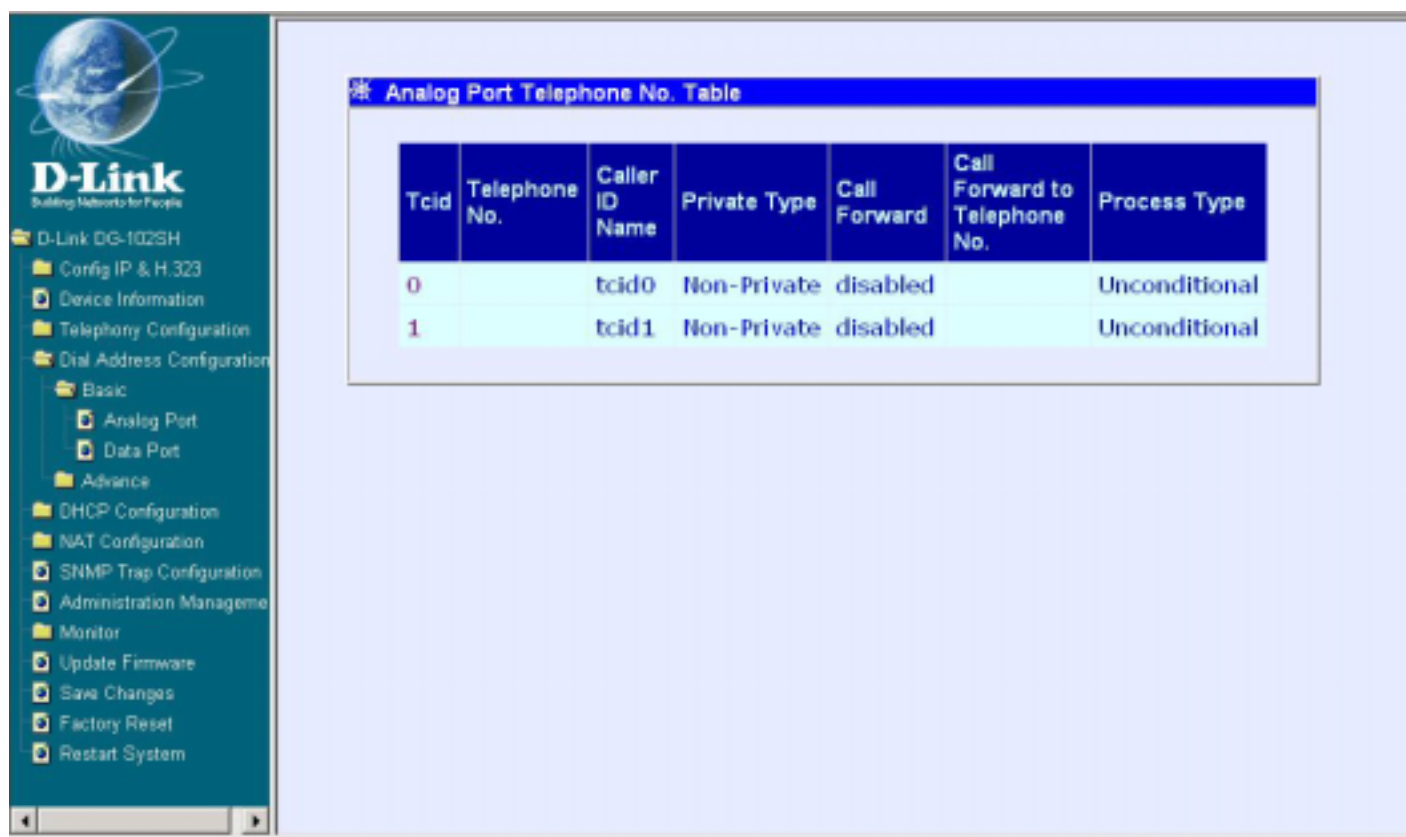 D-Link
Building Networks for People
D-Link DG-102SH
Config IP & H.323
Device Information
Telephony Configuration
Dial Address Configuration
Basic
Analog Port
Data Port
Advance
DHCP Configuration
NAT Configuration
SNMP Trap Configuration
Administration Manageme
Monitor
Update Firmware
Save Changes
Factory Reset
Restart System
Analog Port Telephone No. Table
Tcid Telephone No. Caller ID Name Private Type Call Forward Call Forward to Telephone No. Process Type
0 tcid0 Non-Private disabled Unconditional
1 tcid1 Non-Private disabled Unconditional